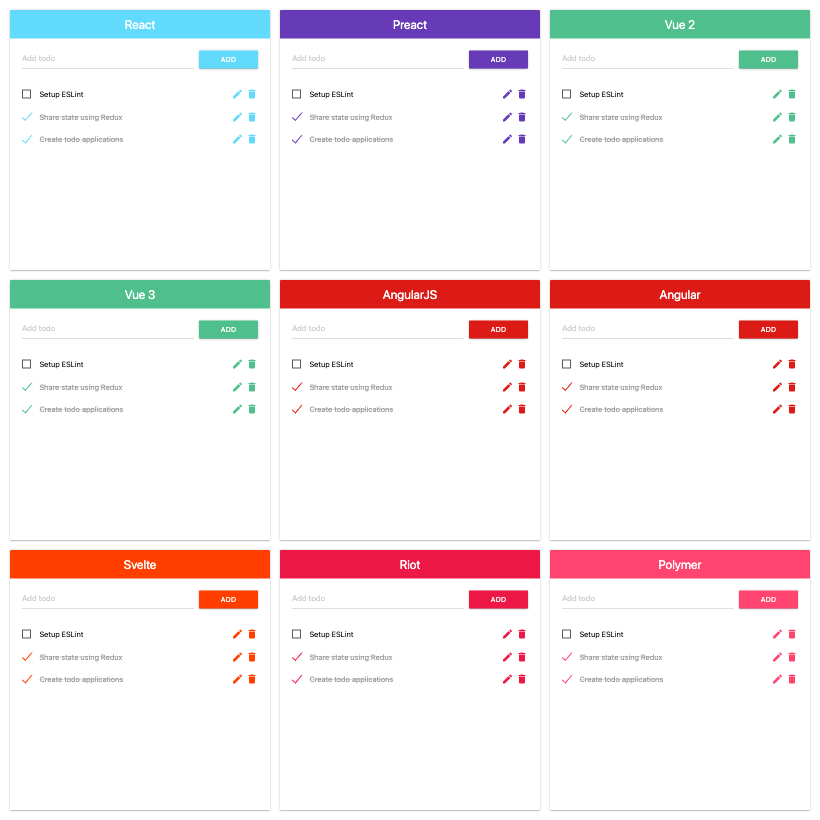 React
Add todo
ADD
Setup ESLint
Share state using Redux
Create todo applications
Preact
Add todo
ADD
Setup ESLint
Share state using Redux
Create todo applications
Vue 2
Add todo
ADD
Setup ESLint
Share state using Redux
Create todo applications
Vue 3
Add todo
ADD
Setup ESLint
Share state using Redux
Create todo applications
AngularJS
Add todo
ADD
Setup ESLint
Share state using Redux
Create todo applications
Angular
Add todo
ADD
Setup ESLint
Share state using Redux
Create todo applications
Svelte
Add todo
ADD
Setup ESLint
Share state using Redux
Create todo applications
Riot
Add todo
ADD
Setup ESLint
Share state using Redux
Create todo applications
Polymer
Add todo
ADD
Setup ESLint
Share state using Redux
Create todo applications